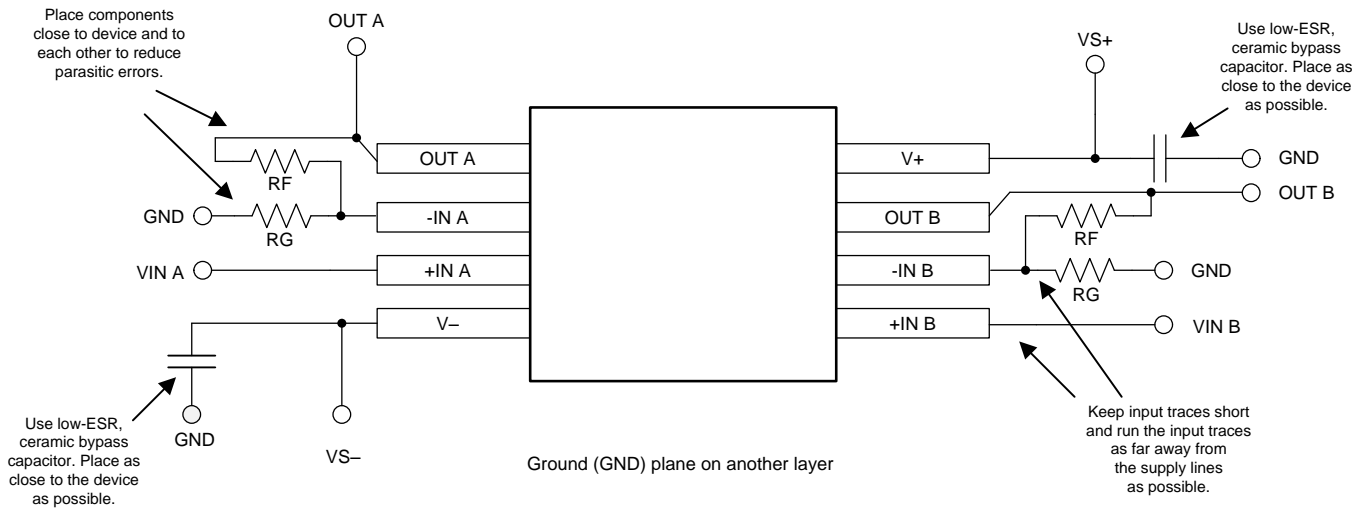 Place components
close to device and to
each other to reduce
parasitic errors.
OUT A
VS+
Use low-ESR,
ceramic bypass
capacitor. Place as
close to the device
as possible.
OUT A
V+
GND
RF
OUT B
GND
RG
-IN A
OUT B
RF
VIN A
+IN A
-IN B
GND
RG
V–
+IN B
VIN B
Use low-ESR,
ceramic bypass
capacitor. Place as
close to the device
as possible.
GND
VS–
Ground (GND) plane on another layer
Keep input traces short
and run the input traces
as far away from
the supply lines
as possible.